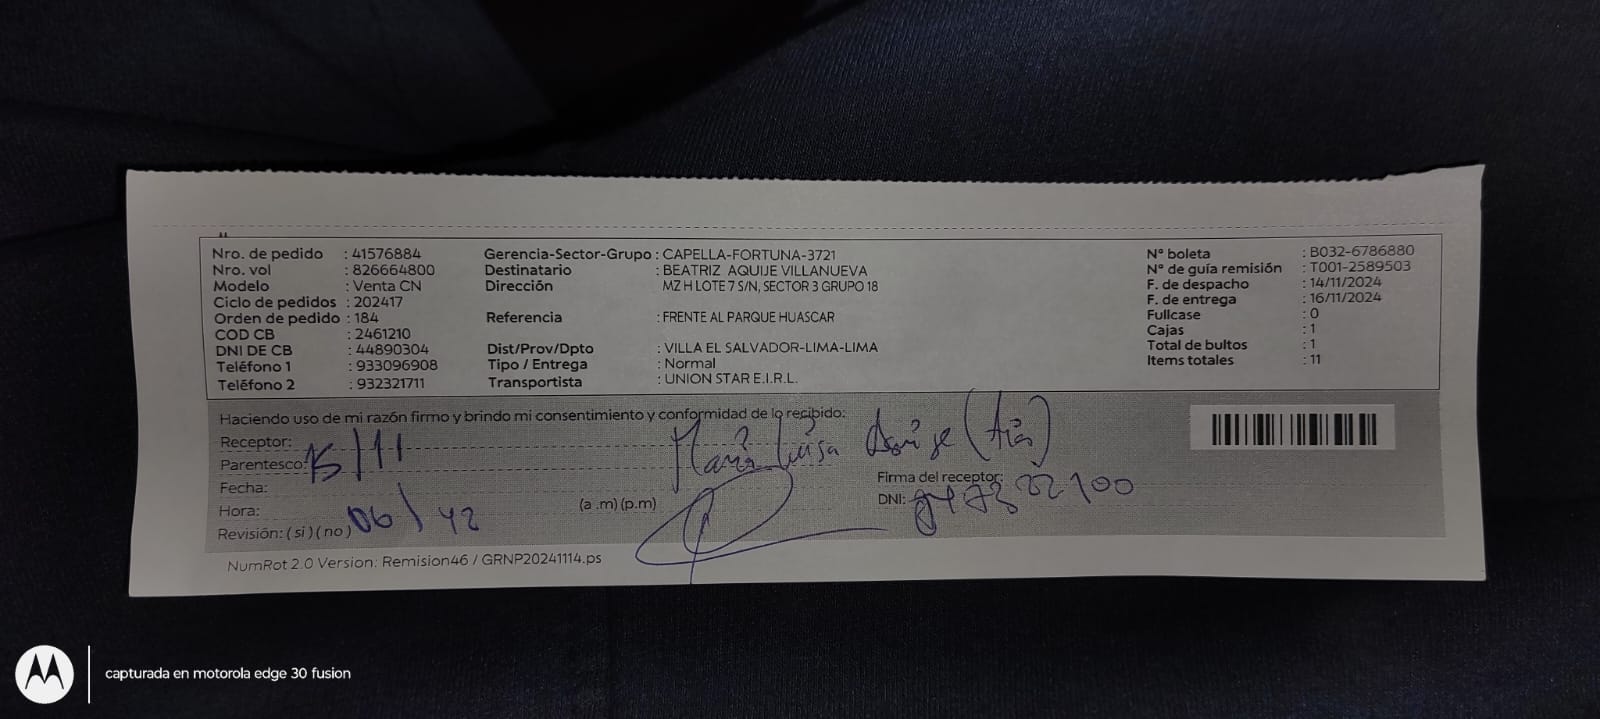 Nro. de pedido : 41576884
Nro. vol : 826664800
Modelo : Venta CN
Ciclo de pedidos : 202417
Orden de pedido : 184
COD CB : 2461210
DNI DE CB : 44890304
Teléfono 1 : 933096908
Teléfono 2 : 932321711
Gerencia-Sector-Grupo : CAPELLA-FORTUNA-3721
Destinatario : BEATRIZ AQUIJE VILLANUEVA
Dirección MZ H LOTE 7 S/N, SECTOR 3 GRUPO 18
Referencia : FRENTE AL PARQUE HUASCAR
Dist/Prov/Dpto : VILLA EL SALVADOR-LIMA-LIMA
Tipo / Entrega : Normal
Transportista : UNION STAR E.I.R.L.
N° boleta : B032-6786880
N° de guía remisión : T001-2589503
F. de despacho : 14/11/2024
F. de entrega : 16/11/2024
Fullcase : 0
Cajas : 1
Total de bultos : 1
Items totales : 11
Haciendo uso de mi razón firmo y brindo mi consentimiento y conformidad de lo recibido:
Receptor: María Luisa
Parentesco: 15/11
Fecha:
Hora: (a .m) (p.m)
Revisión: ( si ) ( no ) 06/42
Firma del receptor:
DNI:
NumRot 2.0 Version: Remision46 / GRNP20241114.ps
capturada en motorola edge 30 fusion